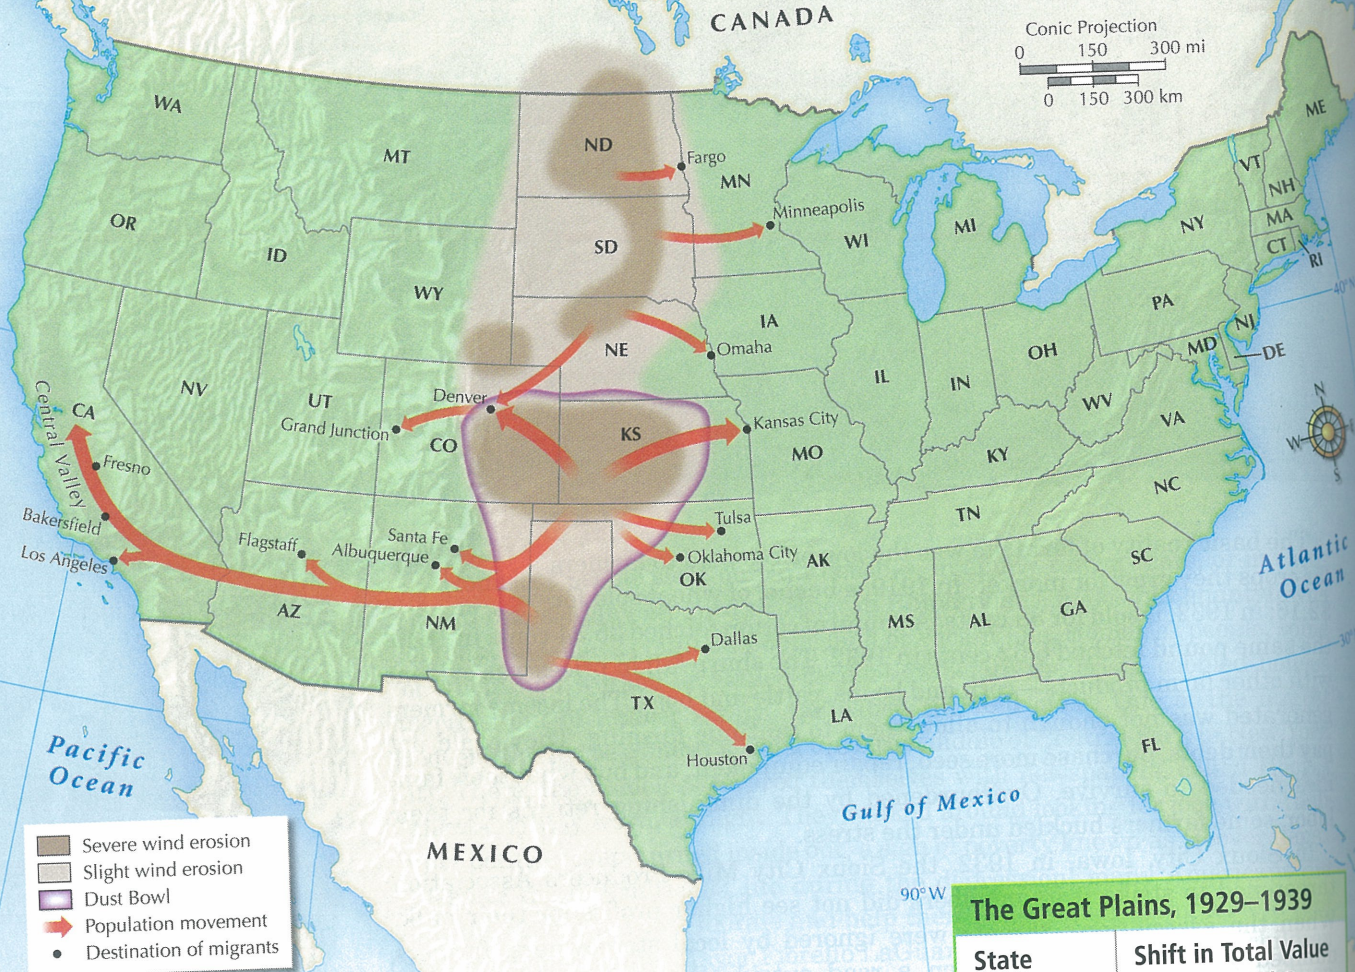 CANADA
Conic Projection
0 150 300 mi
0 150 300 km
WA
MT
ND
Fargo
MN
ME
VT
NH
OR
ID
SD
Minneapolis
WI
MI
NY
MA
CT
RI
WY
40°N
IA
PA
NJ
NE
Omaha
OH
MD
DE
NV
UT
Denver
IL
IN
WV
N
W
S
CA
Central Valley
Grand Junction
CO
KS
Kansas City
MO
KY
VA
Fresno
NC
TN
Bakersfield
Flagstaff
Santa Fe
Albuquerque
Tulsa
Oklahoma City
OK
AK
SC
Los Angeles
Atlantic
Ocean
AZ
NM
MS
AL
GA
Dallas
30°
TX
LA
FL
Houston
Pacific
Ocean
Gulf of Mexico
MEXICO
90°W
Severe wind erosion
Slight wind erosion
Dust Bowl
Population movement
Destination of migrants
The Great Plains, 1929–1939
State
Shift in Total Value